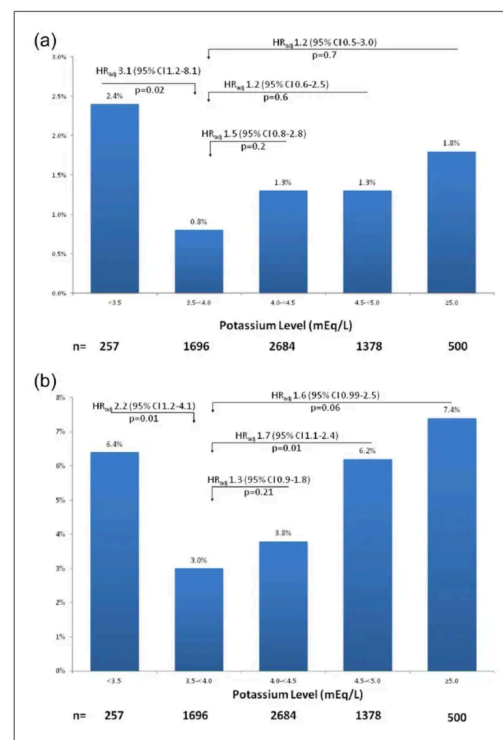 (a)
HRadj 1.2 (95% CI 0.5-3.0)
p=0.7
HRadj 3.1 (95% CI 1.2-8.1)
p=0.02
HRadj 1.2 (95% CI 0.6-2.5)
p=0.6
HRadj 1.5 (95% CI 0.8-2.8)
p=0.2
3.0%
2.5%
2.0%
1.5%
1.0%
0.5%
0.0%
2.4%
0.8%
1.3%
1.3%
1.8%
<3.5 3.5-<4.0 4.0-<4.5 4.5-<5.0 ≥5.0
Potassium Level (mEq/L)
n= 257 1696 2684 1378 500
(b)
HRadj 1.6 (95% CI 0.99-2.5)
p=0.06
HRadj 2.2 (95% CI 1.2-4.1)
p=0.01
HRadj 1.7 (95% CI 1.1-2.4)
p=0.01
HRadj 1.3 (95% CI 0.9-1.8)
p=0.21
8%
7%
6%
5%
4%
3%
2%
1%
0%
6.4%
3.0%
3.8%
6.2%
7.4%
<3.5 3.5-<4.0 4.0-<4.5 4.5-<5.0 ≥5.0
Potassium Level (mEq/L)
n= 257 1696 2684 1378 500